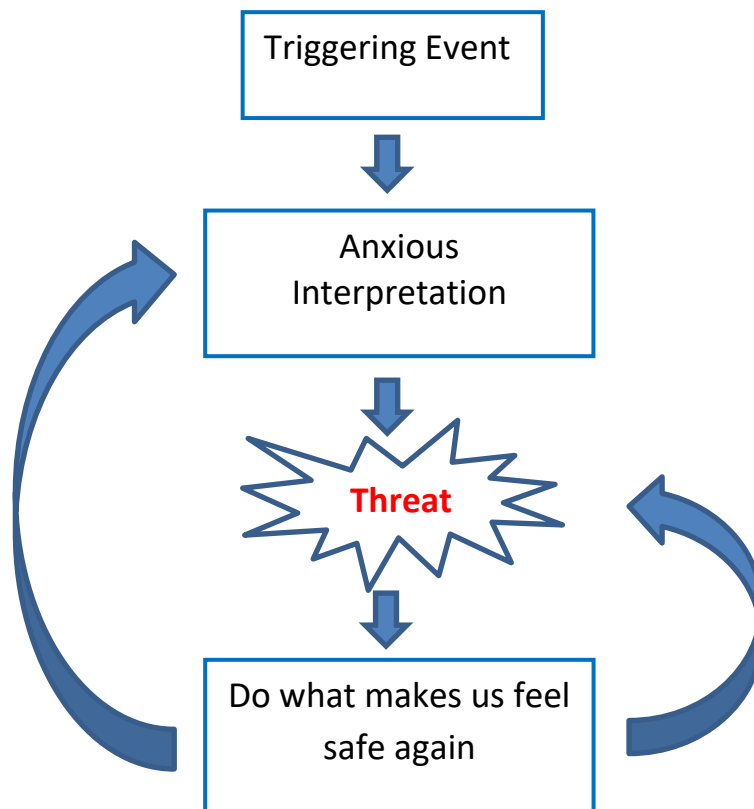 Triggering Event
Anxious
Interpretation
Threat
Do what makes us feel
safe again